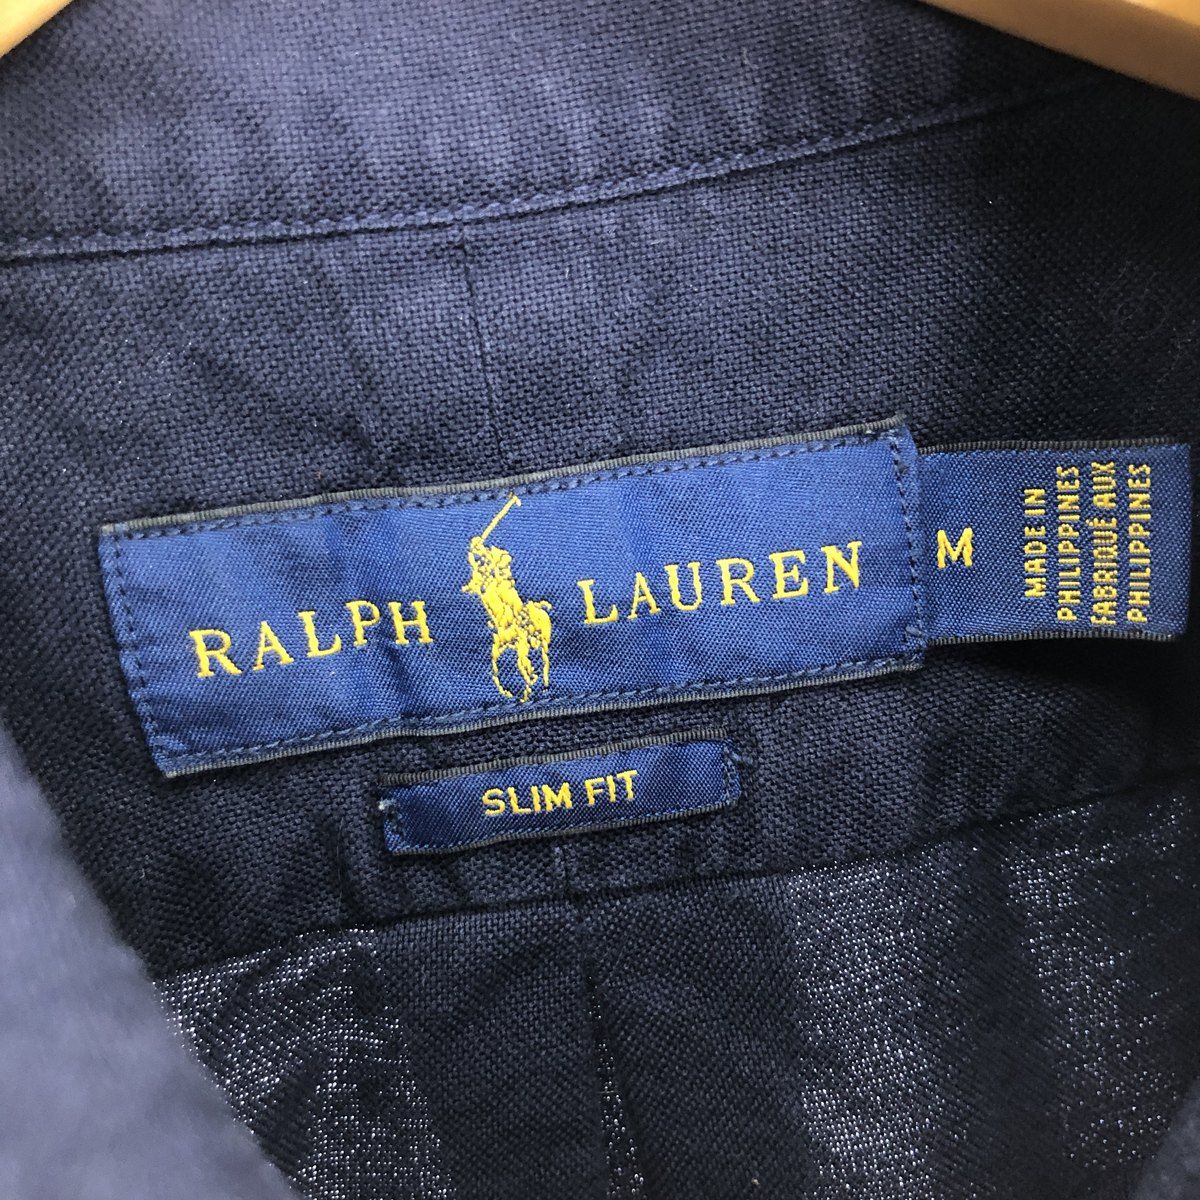 RALPH LAUREN
M
MADE IN
PHILIPPINES
FABRIQUÉ AUX
PHILIPPINES
SLIM FIT